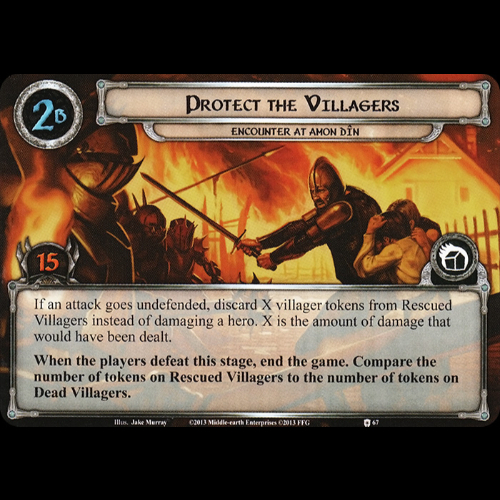 2B
PROTECT THE VILLAGERS
ENCOUNTER AT AMON DÎN
15
If an attack goes undefended, discard X villager tokens from Rescued
Villagers instead of damaging a hero. X is the amount of damage that
would have been dealt.
When the players defeat this stage, end the game. Compare the
number of tokens on Rescued Villagers to the number of tokens on
Dead Villagers.
Illus. Jake Murray ©2013 Middle-earth Enterprises ©2013 FFG 67